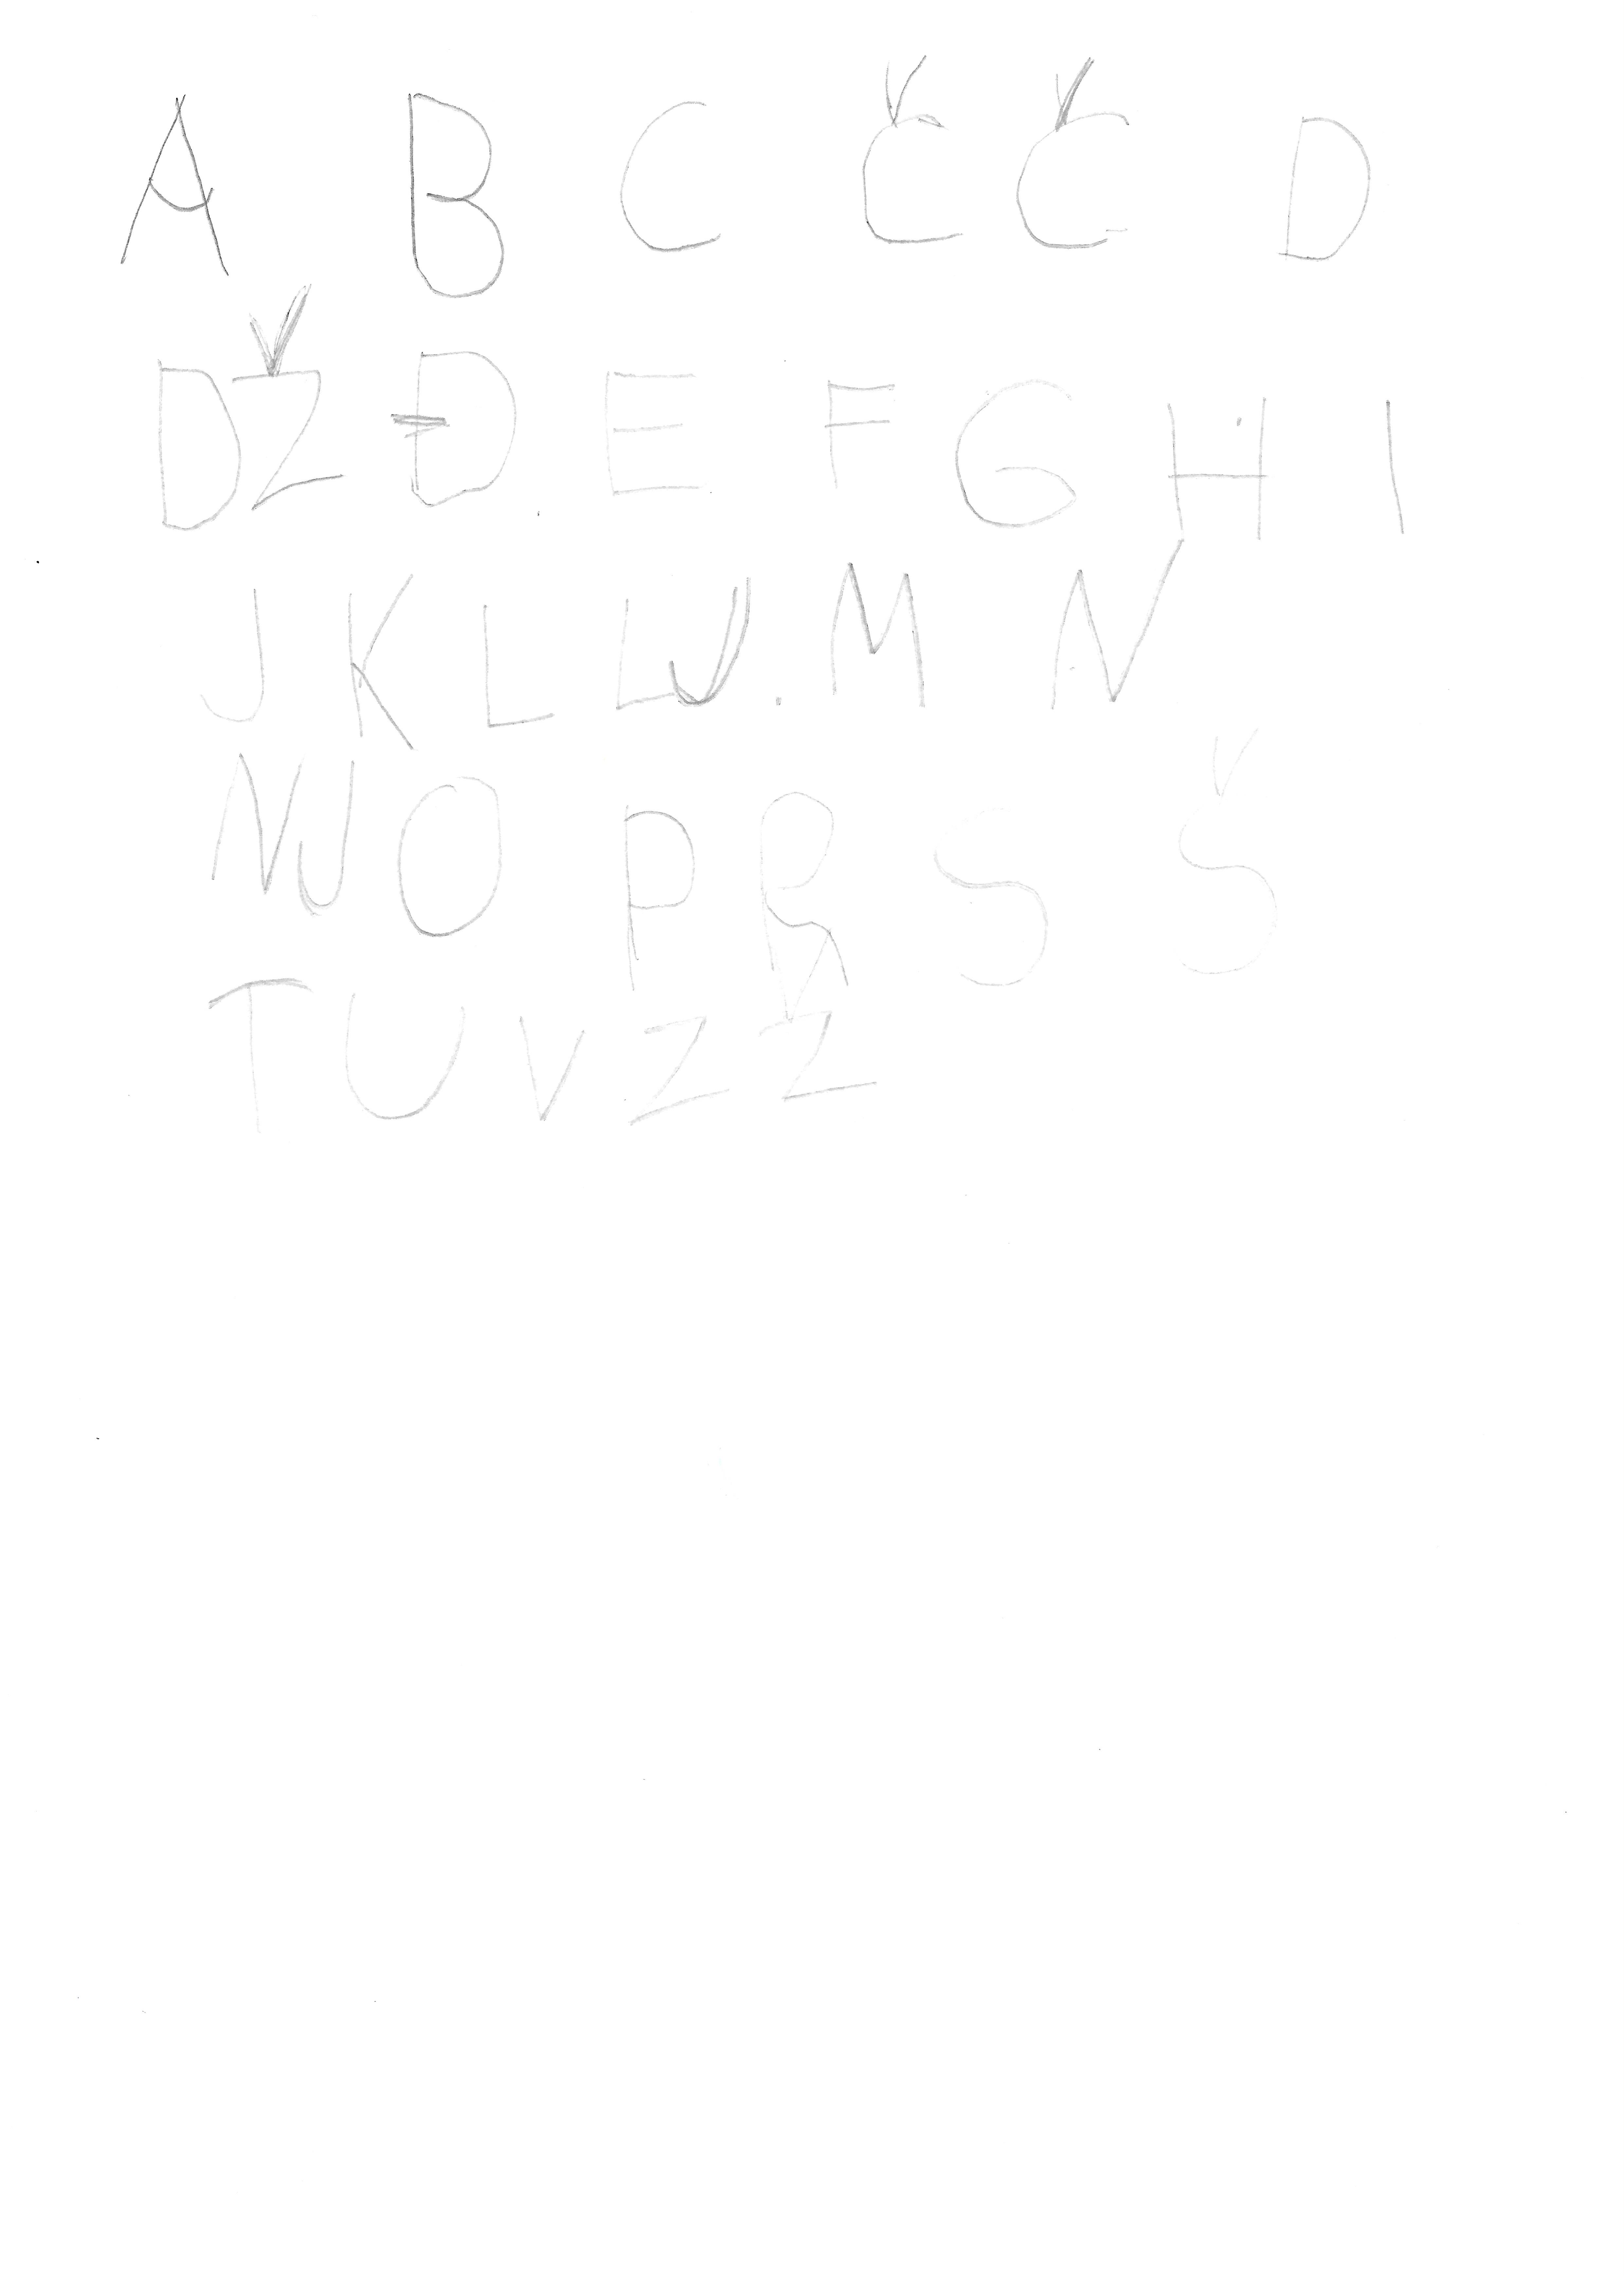 A B C Č Č D
DŽ Đ E F G H I
J K L LJ . M N
NJ O P R S Š
T U V Z Ž